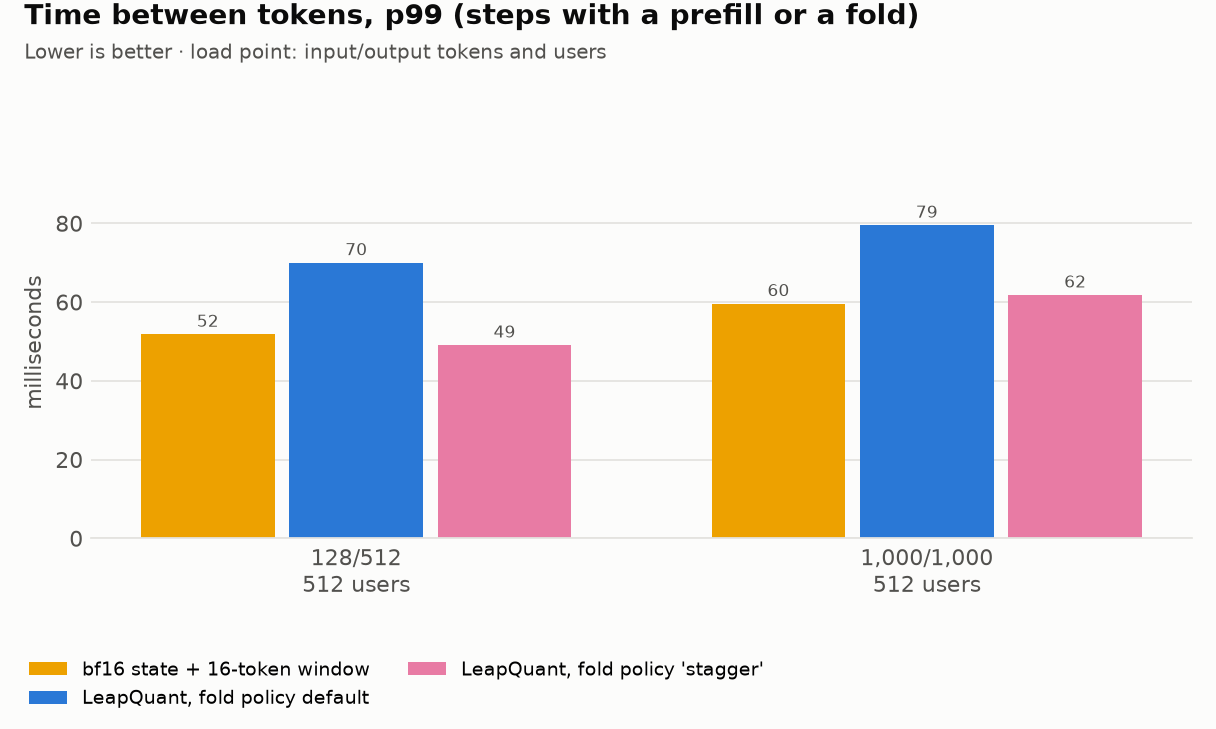 Time between tokens, p99 (steps with a prefill or a fold)
Lower is better · load point: input/output tokens and users
milliseconds
80
60
40
20
0
52
70
49
60
79
62
128/512
512 users
1,000/1,000
512 users
bf16 state + 16-token window
LeapQuant, fold policy default
LeapQuant, fold policy 'stagger'